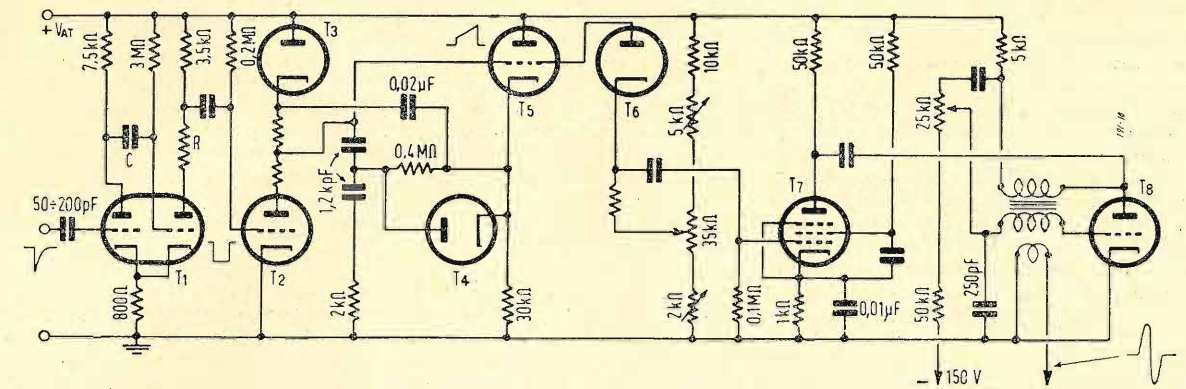 + VAT
7,5kΩ
3 MΩ
3,5kΩ
0,2MΩ
T3
C
R
50÷200pF
T1
800Ω
T2
0,02µF
0,4MΩ
1,2kpF
2kΩ
T4
T5
30kΩ
T6
10kΩ
5kΩ
35kΩ
2kΩ
0,1MΩ
50kΩ
50kΩ
T7
1kΩ
0,01µF
25kΩ
5kΩ
50kΩ
250pF
T8
– 150 V